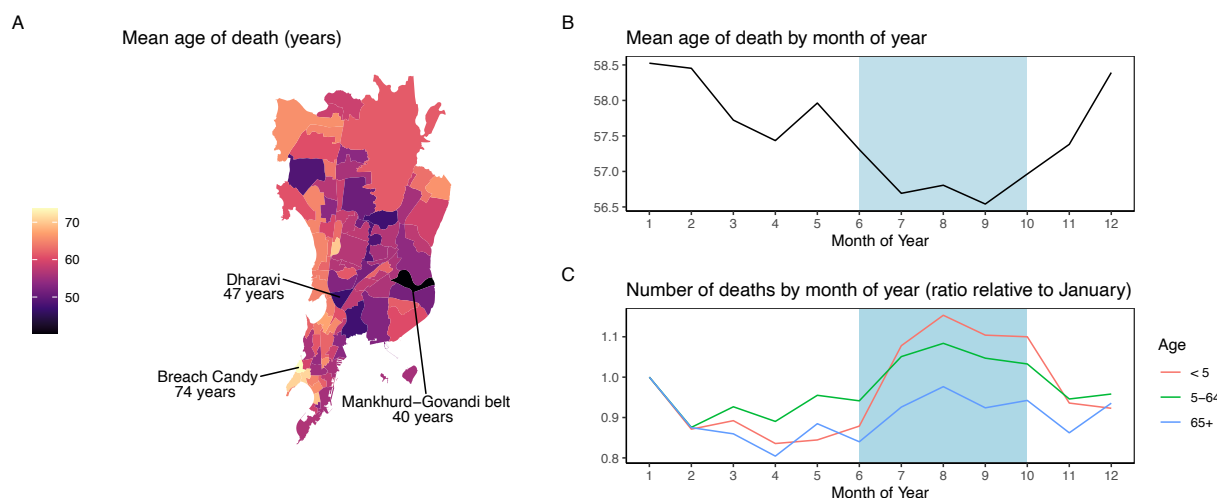 A
Mean age of death (years)
70
60
50
Dharavi
47 years
Breach Candy
74 years
Mankhurd−Govandi belt
40 years
B
Mean age of death by month of year
58.5
58.0
57.5
57.0
56.5
1 2 3 4 5 6 7 8 9 10 11 12
Month of Year
C
Number of deaths by month of year (ratio relative to January)
1.1
1.0
0.9
0.8
1 2 3 4 5 6 7 8 9 10 11 12
Month of Year
Age
< 5
5−64
65+